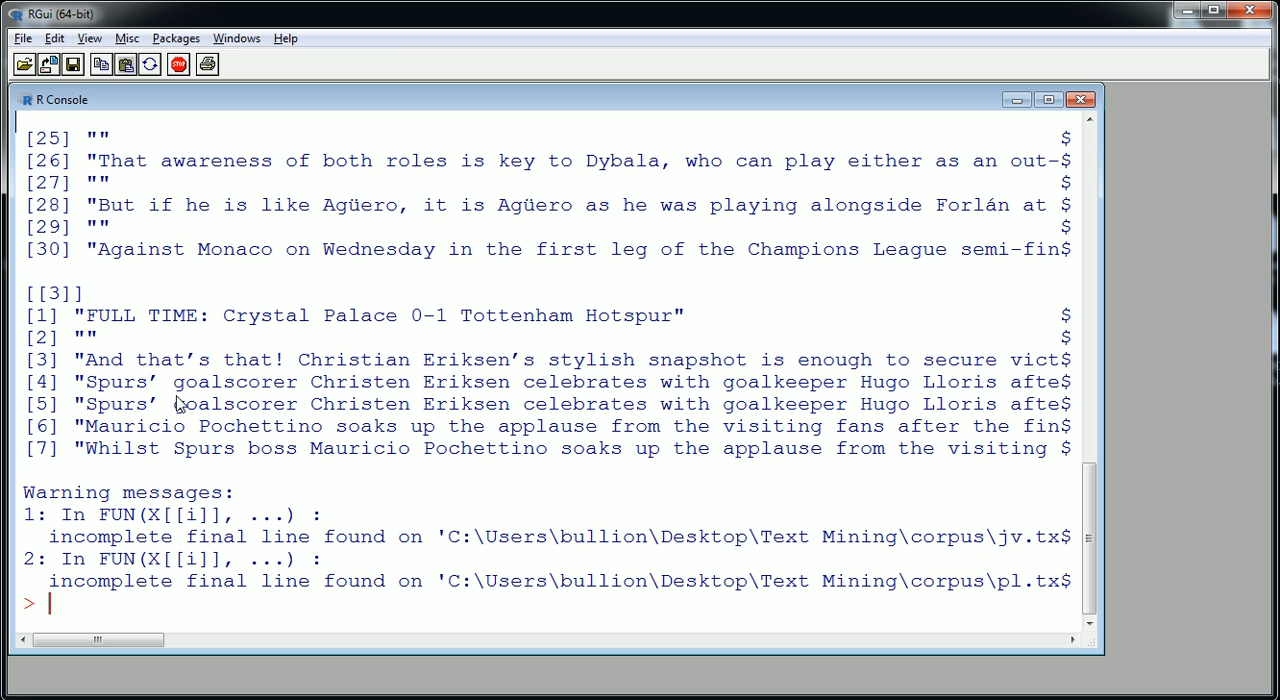 RGui (64-bit)
File Edit View Misc Packages Windows Help
STOP
R Console
[25] "" $
[26] "That awareness of both roles is key to Dybala, who can play either as an out-$
[27] "" $
[28] "But if he is like Agüero, it is Agüero as he was playing alongside Forlán at $
[29] "" $
[30] "Against Monaco on Wednesday in the first leg of the Champions League semi-fin$
[[3]]
[1] "FULL TIME: Crystal Palace 0-1 Tottenham Hotspur" $
[2] "" $
[3] "And that’s that! Christian Eriksen’s stylish snapshot is enough to secure vict$
[4] "Spurs’ goalscorer Christen Eriksen celebrates with goalkeeper Hugo Lloris afte$
[5] "Spurs’ goalscorer Christen Eriksen celebrates with goalkeeper Hugo Lloris afte$
[6] "Mauricio Pochettino soaks up the applause from the visiting fans after the fin$
[7] "Whilst Spurs boss Mauricio Pochettino soaks up the applause from the visiting $
Warning messages:
1: In FUN(X[[i]], ...) :
incomplete final line found on 'C:\Users\bullion\Desktop\Text Mining\corpus\jv.tx$
2: In FUN(X[[i]], ...) :
incomplete final line found on 'C:\Users\bullion\Desktop\Text Mining\corpus\pl.tx$
>